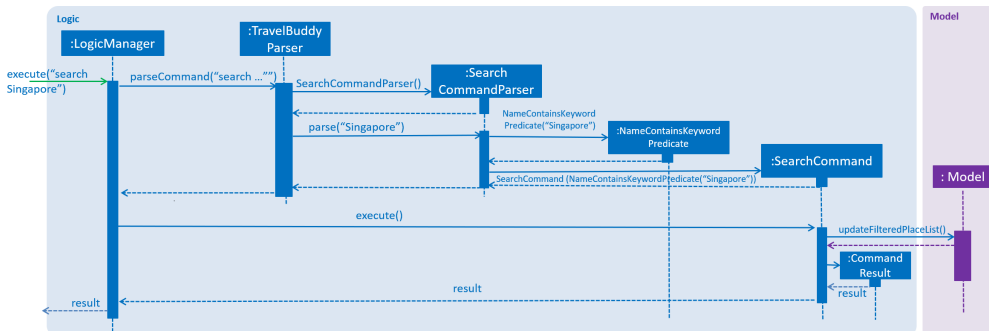 Logic
Model
:LogicManager
:TravelBuddy
Parser
execute(“search
Singapore”)
parseCommand(“search …””)
SearchCommandParser()
:Search
CommandParser
parse(“Singapore”)
NameContainsKeyword
Predicate(“Singapore”)
:NameContainsKeyword
Predicate
:SearchCommand
SearchCommand (NameContainsKeywordPredicate(“Singapore”))
: Model
execute()
updateFilteredPlaceList()
:Command
Result
result
result
result